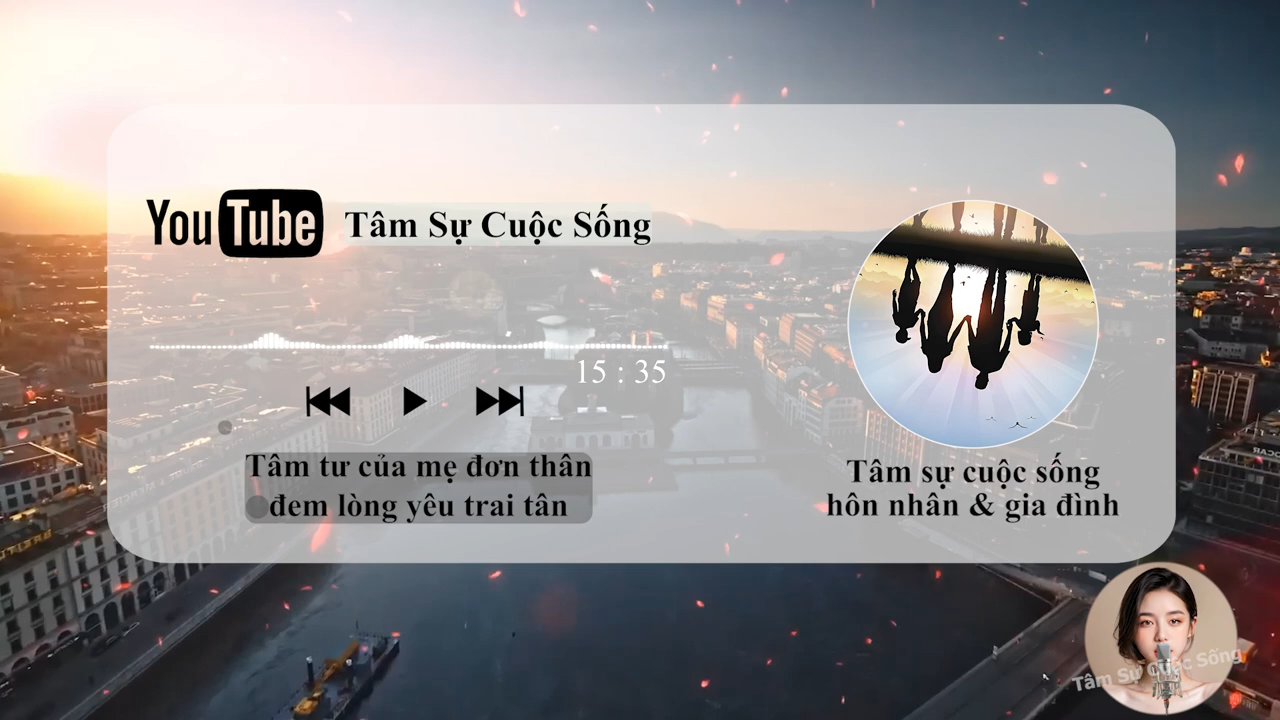 YouTube
Tâm Sự Cuộc Sống
15 : 35
Tâm tư của mẹ đơn thân
đem lòng yêu trai tân
Tâm sự cuộc sống
hôn nhân & gia đình
Tâm Sự Cuộc Sống